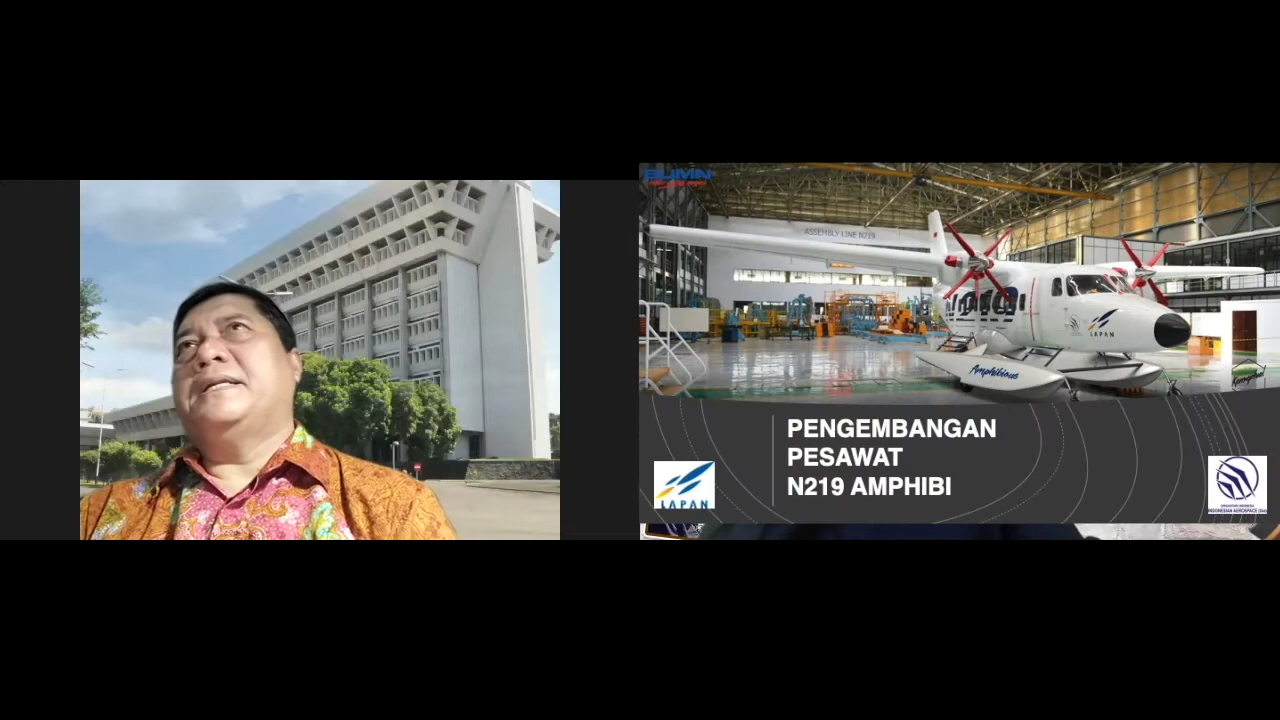 BUMN
ASSEMBLY LINE N219
LAPAN
Amphibious
PENGEMBANGAN
PESAWAT
N219 AMPHIBI
LAPAN
INDONESIAN AEROSPACE